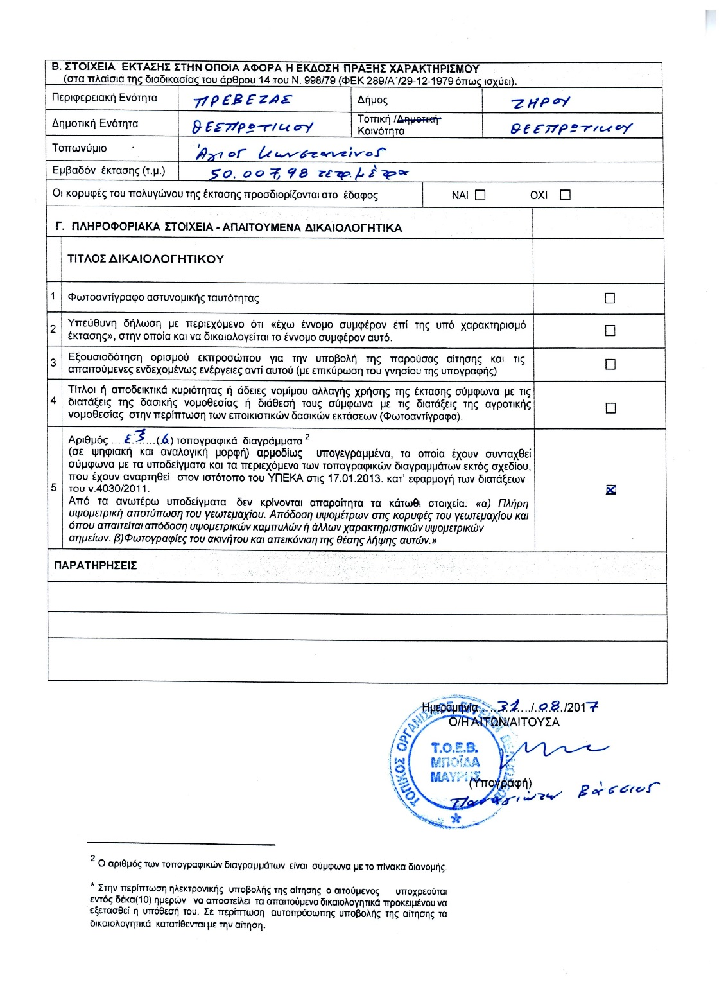 Β. ΣΤΟΙΧΕΙΑ ΕΚΤΑΣΗΣ ΣΤΗΝ ΟΠΟΙΑ ΑΦΟΡΑ Η ΕΚΔΟΣΗ ΠΡΑΞΗΣ ΧΑΡΑΚΤΗΡΙΣΜΟΥ
(στα πλαίσια της διαδικασίας του άρθρου 14 του Ν. 998/79 (ΦΕΚ 289/Α΄/29-12-1979 όπως ισχύει).
Περιφερειακή Ενότητα ΠΡΕΒΕΖΑΣ Δήμος ΖΗΡΟΥ
Δημοτική Ενότητα ΘΕΣΠΡΩΤΙΚΟΥ Τοπική /Δημοτική Κοινότητα ΘΕΣΠΡΩΤΙΚΟΥ
Τοπωνύμιο Άγιος Κωνσταντίνος
Εμβαδόν έκτασης (τ.μ.) 50.007,98 τετρ. μέτρα
Οι κορυφές του πολυγώνου της έκτασης προσδιορίζονται στο έδαφος ΝΑΙ ☐ ΟΧΙ ☐
Γ. ΠΛΗΡΟΦΟΡΙΑΚΑ ΣΤΟΙΧΕΙΑ - ΑΠΑΙΤΟΥΜΕΝΑ ΔΙΚΑΙΟΛΟΓΗΤΙΚΑ
ΤΙΤΛΟΣ ΔΙΚΑΙΟΛΟΓΗΤΙΚΟΥ
1 Φωτοαντίγραφο αστυνομικής ταυτότητας ☐
2 Υπεύθυνη δήλωση με περιεχόμενο ότι «έχω έννομο συμφέρον επί της υπό χαρακτηρισμό
έκτασης», στην οποία και να δικαιολογείται το έννομο συμφέρον αυτό. ☐
3 Εξουσιοδότηση ορισμού εκπροσώπου για την υποβολή της παρούσας αίτησης και τις
απαιτούμενες ενδεχομένως ενέργειες αντί αυτού (με επικύρωση του γνησίου της υπογραφής) ☐
4 Τίτλοι ή αποδεικτικά κυριότητας ή άδειες νομίμου αλλαγής χρήσης της έκτασης σύμφωνα με τις
διατάξεις της δασικής νομοθεσίας ή διάθεσή τους σύμφωνα με τις διατάξεις της αγροτικής
νομοθεσίας στην περίπτωση των εποικιστικών δασικών εκτάσεων (Φωτοαντίγραφα). ☐
5 Αριθμός ....έξ......(.6.) τοπογραφικά διαγράμματα 2
(σε ψηφιακή και αναλογική μορφή) αρμοδίως υπογεγραμμένα, τα οποία έχουν συνταχθεί
σύμφωνα με τα υποδείγματα και τα περιεχόμενα των τοπογραφικών διαγραμμάτων εκτός σχεδίου,
που έχουν αναρτηθεί στον ιστότοπο του ΥΠΕΚΑ στις 17.01.2013. κατ' εφαρμογή των διατάξεων
του ν.4030/2011. ☒
Από τα ανωτέρω υποδείγματα δεν κρίνονται απαραίτητα τα κάτωθι στοιχεία: «α) Πλήρη
υψομετρική αποτύπωση του γεωτεμαχίου. Απόδοση υψομέτρων στις κορυφές του γεωτεμαχίου και
όπου απαιτείται απόδοση υψομετρικών καμπυλών ή άλλων χαρακτηριστικών υψομετρικών
σημείων. β)Φωτογραφίες του ακινήτου και απεικόνιση της θέσης λήψης αυτών.»
ΠΑΡΑΤΗΡΗΣΕΙΣ
Ημερομηνία 31/08/2017
Ο/Η ΑΙΤΩΝ/ΑΙΤΟΥΣΑ
ΤΟΠΙΚΟΣ ΟΡΓΑΝΙΣΜΟΣ ΕΓΓΕΙΩΝ
Τ.Ο.Ε.Β.
ΜΠΟΪΔΑ
ΜΑΥΡΗΣ
(Υπογραφή)
Παναγιώτης Βάσσιος
2 Ο αριθμός των τοπογραφικών διαγραμμάτων είναι σύμφωνα με το πίνακα διανομής.
* Στην περίπτωση ηλεκτρονικής υποβολής της αίτησης ο αιτούμενος υποχρεούται
εντός δέκα(10) ημερών να αποστείλει τα απαιτούμενα δικαιολογητικά προκειμένου να
εξετασθεί η υπόθεσή του. Σε περίπτωση αυτοπρόσωπης υποβολής της αίτησης τα
δικαιολογητικά κατατίθενται με την αίτηση.